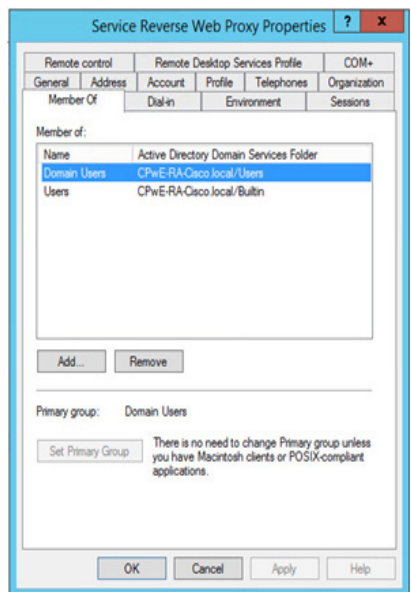 Service Reverse Web Proxy Properties ? x
Remote control Remote Desktop Services Profile COM+
General Address Account Profile Telephones Organization
Member Of Dial-in Environment Sessions
Member of:
Name Active Directory Domain Services Folder
Domain Users CPwE-RA-Cisco.local/Users
Users CPwE-RA-Cisco.local/Builtin
Add... Remove
Primary group: Domain Users
Set Primary Group
There is no need to change Primary group unless
you have Macintosh clients or POSIX-compliant
applications.
OK Cancel Apply Help